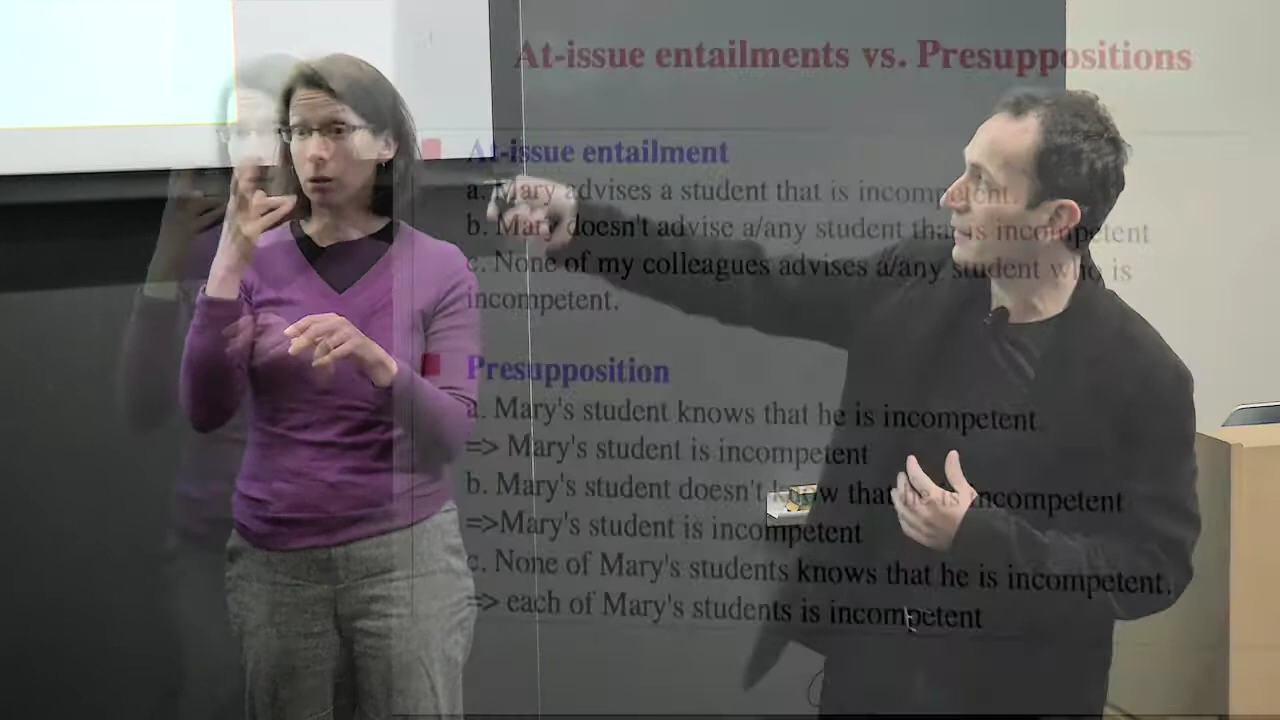 At-issue entailments vs. Presuppositions
At-issue entailment
a. Mary advises a student that is incompetent.
b. Mary doesn't advise a/any student that is incompetent
c. None of my colleagues advises a/any student who is
incompetent.
Presupposition
a. Mary's student knows that he is incompetent
=> Mary's student is incompetent
b. Mary's student doesn't know that he is incompetent
=>Mary's student is incompetent
c. None of Mary's students knows that he is incompetent.
=> each of Mary's students is incompetent